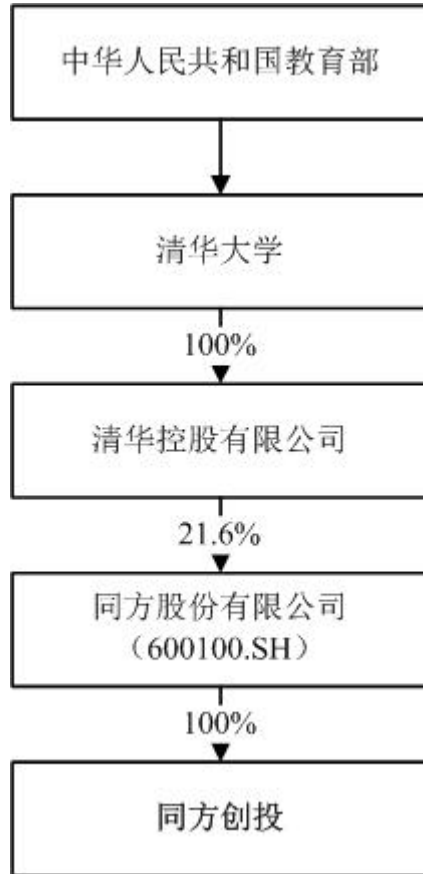 中华人民共和国教育部
清华大学
100%
清华控股有限公司
21.6%
同方股份有限公司
（600100.SH）
100%
同方创投